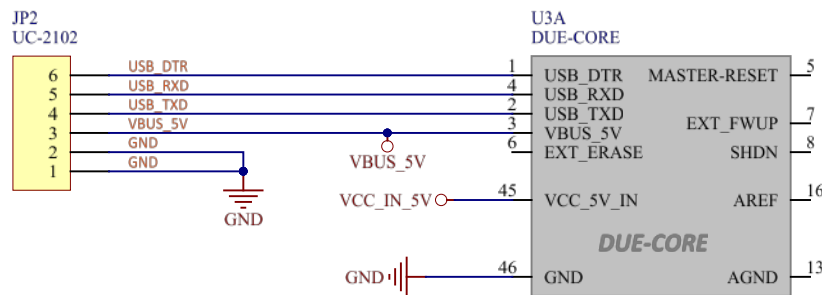 JP2
UC-2102
U3A
DUE-CORE
6 USB_DTR 1 USB_DTR MASTER-RESET 5
5 USB_RXD 4 USB_RXD
4 USB_TXD 2 USB_TXD
3 VBUS_5V 3 VBUS_5V EXT_FWUP 7
2 GND VBUS_5V 6 EXT_ERASE SHDN 8
1 GND
GND
VCC_IN_5V 45 VCC_5V_IN AREF 16
DUE-CORE
GND 46 GND AGND 13